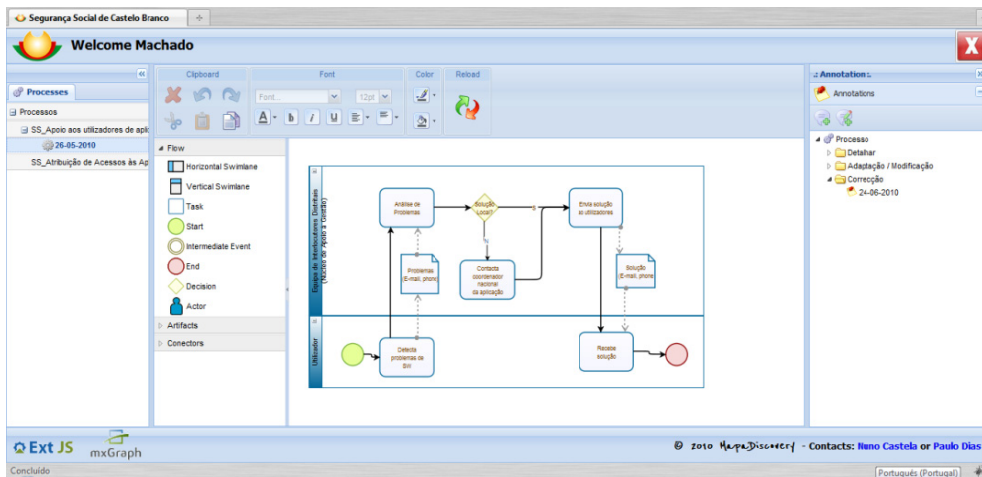 Segurança Social de Castelo Branco
Welcome Machado
Processes
Processos
SS_Apoio aos utilizadores de aplic
26-05-2010
SS_Atribuição de Acessos às Ap
Clipboard
Font
Color
Reload
Font...
12pt
A
b
i
U
Flow
Horizontal Swimlane
Vertical Swimlane
Task
Start
Intermediate Event
End
Decision
Actor
Artifacts
Conectors
Equipa de Interlocutores Distritais
(Núcleo de Apoio à Gestão)
Análise de
Problemas
Solução
Local?
S
N
Envia solução
ao utilizadores
Problemas
(E-mail, phone)
Contacta
coordenador
nacional
da aplicação
Solução
(E-mail, phone
Utilizador
Detecta
problemas de
SW
Recebe
solução
.: Annotation :.
Annotations
Processo
Detalhar
Adaptação / Modificação
Correcção
24-06-2010
Ext JS
mxGraph
© 2010 MapaDiscovery - Contacts: Nuno Castela or Paulo Dias
Concluído
Português (Portugal)